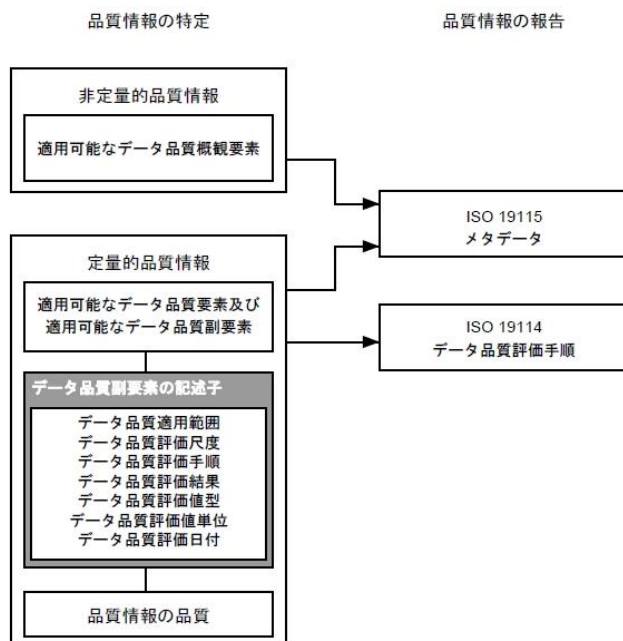 品質情報の特定
品質情報の報告
非定量的品質情報
適用可能なデータ品質概観要素
ISO 19115
メタデータ
定量的品質情報
適用可能なデータ品質要素及び
適用可能なデータ品質副要素
ISO 19114
データ品質評価手順
データ品質副要素の記述子
データ品質適用範囲
データ品質評価尺度
データ品質評価手順
データ品質評価結果
データ品質評価値型
データ品質評価値単位
データ品質評価日付
品質情報の品質